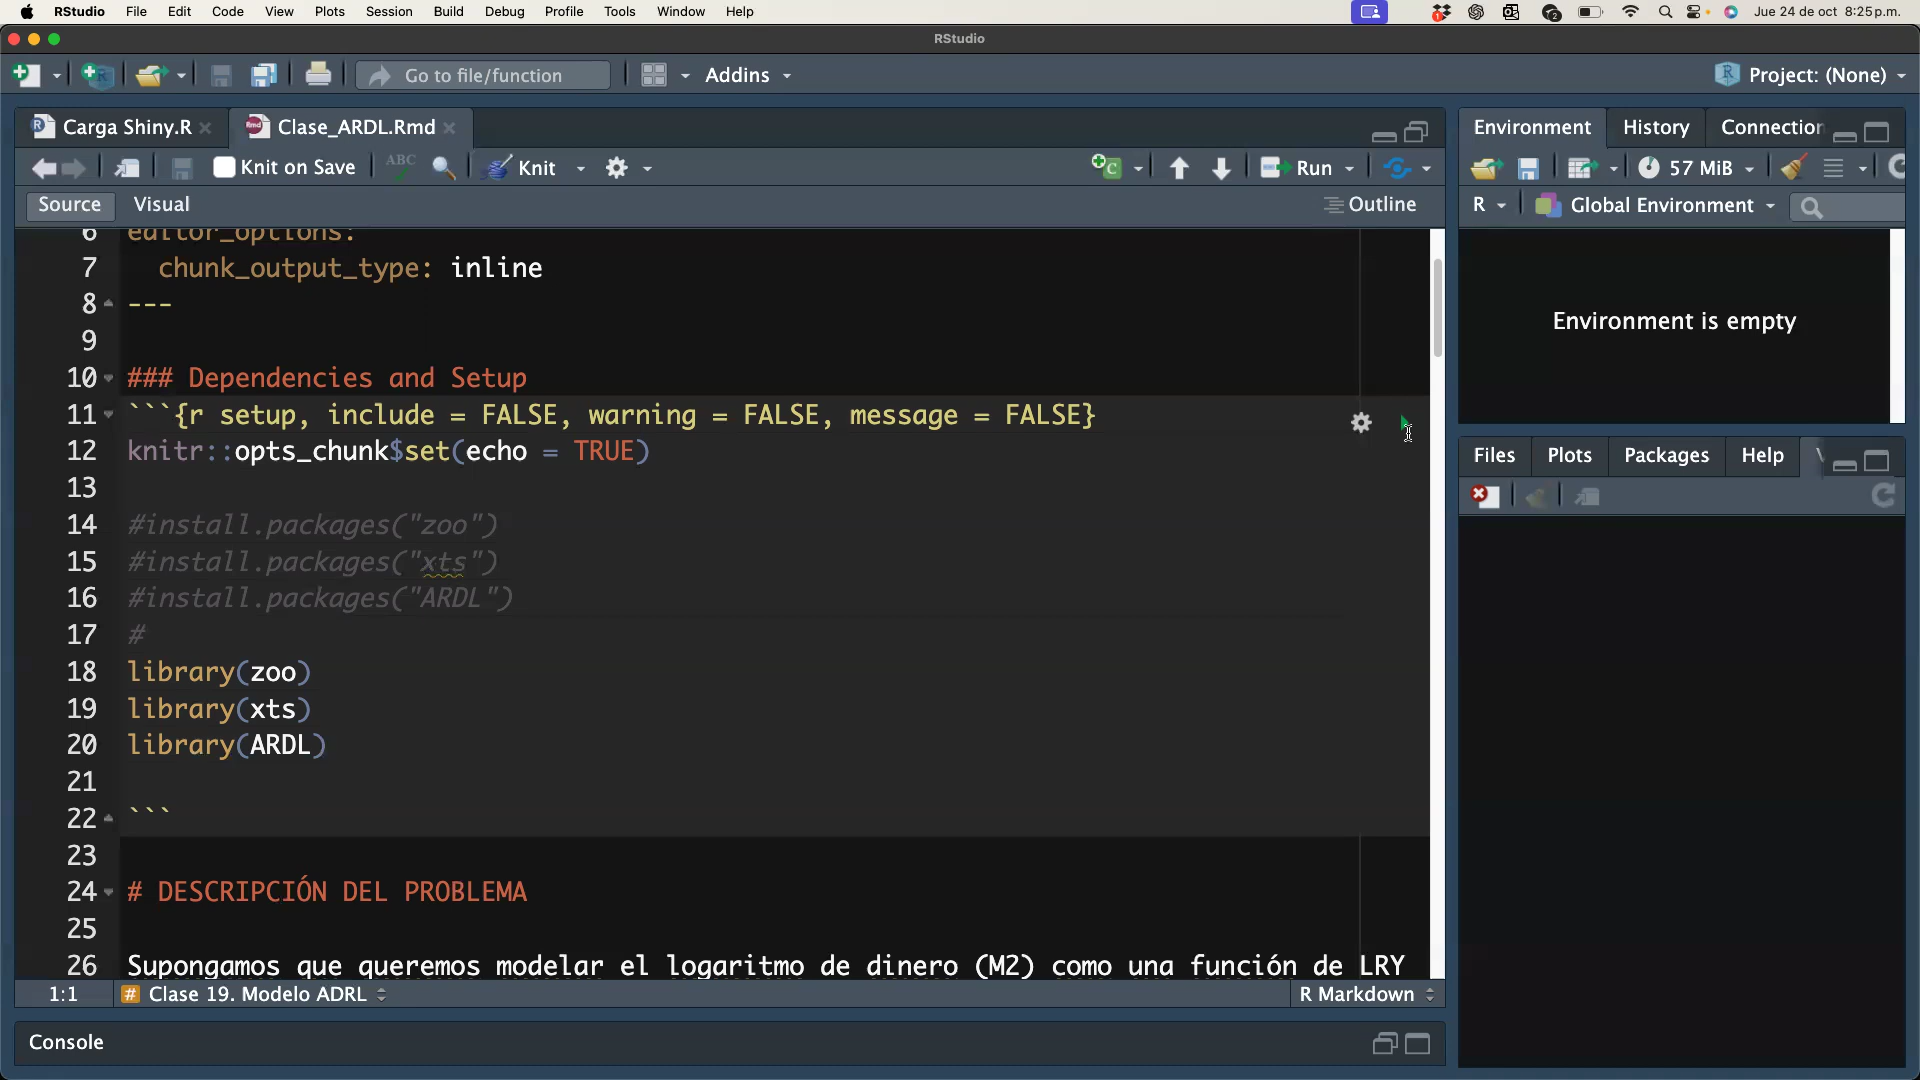 RStudio File Edit Code View Plots Session Build Debug Profile Tools Window Help 1 2 Jue 24 de oct 8:25 p.m.
RStudio
Go to file/function Addins Project: (None)
Carga Shiny.R Clase_ARDL.Rmd
Knit on Save ABC Knit Run
Source Visual Outline
6 editor_options:
7 chunk_output_type: inline
8 ---
9
10 ### Dependencies and Setup
11 ```{r setup, include = FALSE, warning = FALSE, message = FALSE}
12 knitr::opts_chunk$set(echo = TRUE)
13
14 #install.packages("zoo")
15 #install.packages("xts")
16 #install.packages("ARDL")
17 #
18 library(zoo)
19 library(xts)
20 library(ARDL)
21
22 ```
23
24 # DESCRIPCIÓN DEL PROBLEMA
25
26 Supongamos que queremos modelar el logaritmo de dinero (M2) como una función de LRY
1:1 # Clase 19. Modelo ADRL R Markdown
Console
Environment History Connection
57 MiB
R Global Environment
Environment is empty
Files Plots Packages Help